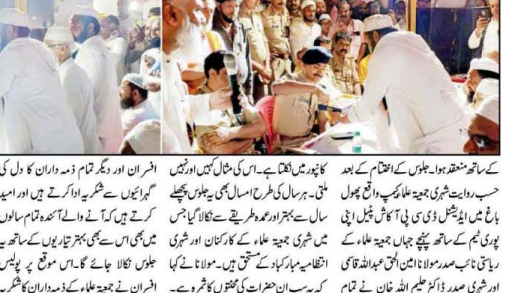 کے ساتھ منعقد ہوا۔ جلوس کے اختتام کے بعد
حسب روایت شہری جمعیۃ علماء کیمپ واقع پھول
باغ میں ایڈیشنل ڈی سی پی آکاش پٹیل اپنی
پوری ٹیم کے ساتھ پہنچے جہاں جمعیۃ علماء کے
ریاستی نائب صدر مولانا امین الحق عبداللہ قاسمی
اور شہری صدر ڈاکٹر حلیم اللہ خان نے تمام
کانپور میں نکلتا ہے۔ اس کی مثال کہیں اور نہیں
ملتی۔ ہر سال کی طرح امسال بھی یہ جلوس پچھلے
سال سے بہتر اور عمدہ طریقے سے نکالا گیا جس
میں شہری جمعیۃ علماء کے کارکنان اور شہری
انتظامیہ مبارکباد کے مستحق ہیں۔ مولانا نے کہا
کہ یہ سب ان حضرات کی محنتوں کا ثمرہ ہے۔
افسران اور دیگر تمام ذمہ داران کا دل کی
گہرائیوں سے شکریہ ادا کرتے ہیں اور امید
کرتے ہیں کہ آنے والے آئندہ تمام سالوں
میں بھی اس سے بھی بہتر تیاریوں کے ساتھ یہ
جلوس نکالا جائے گا۔ اس موقع پر پولیس
افسران نے جمعیۃ علماء کے ذمہ داران کا شکریہ